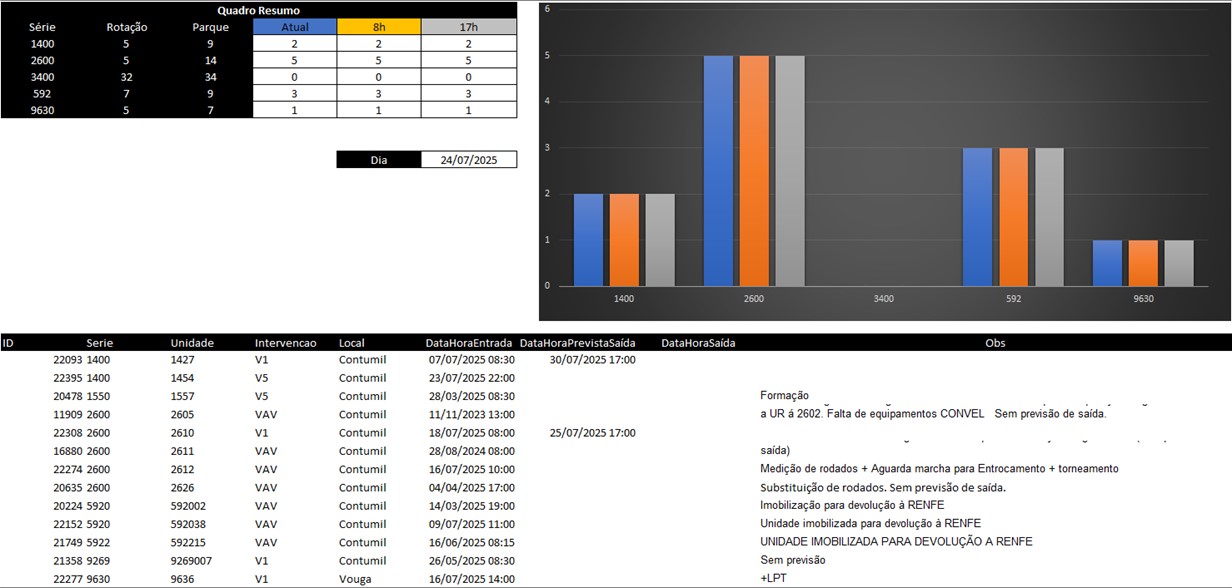 Quadro Resumo
Série Rotação Parque Atual 8h 17h
1400 5 9 2 2 2
2600 5 14 5 5 5
3400 32 34 0 0 0
592 7 9 3 3 3
9630 5 7 1 1 1
Dia 24/07/2025
6
5
4
3
2
1
0
1400 2600 3400 592 9630
ID Serie Unidade Intervencao Local DataHoraEntrada DataHoraPrevistaSaída DataHoraSaída Obs
22093 1400 1427 V1 Contumil 07/07/2025 08:30 30/07/2025 17:00
22395 1400 1454 V5 Contumil 23/07/2025 22:00
20478 1550 1557 V5 Contumil 28/03/2025 08:30 Formação
11909 2600 2605 VAV Contumil 11/11/2023 13:00 a UR á 2602. Falta de equipamentos CONVEL Sem previsão de saída.
22308 2600 2610 V1 Contumil 18/07/2025 08:00 25/07/2025 17:00
16880 2600 2611 VAV Contumil 28/08/2024 08:00 saída)
22274 2600 2612 VAV Contumil 16/07/2025 10:00 Medição de rodados + Aguarda marcha para Entrocamento + torneamento
20635 2600 2626 VAV Contumil 04/04/2025 17:00 Substituição de rodados. Sem previsão de saída.
20224 5920 592002 VAV Contumil 14/03/2025 19:00 Imobilização para devolução à RENFE
22152 5920 592038 VAV Contumil 09/07/2025 11:00 Unidade imobilizada para devolução à RENFE
21749 5922 592215 VAV Contumil 16/06/2025 08:15 UNIDADE IMOBILIZADA PARA DEVOLUÇÃO A RENFE
21358 9269 9269007 V1 Contumil 26/05/2025 08:30 Sem previsão
22277 9630 9636 V1 Vouga 16/07/2025 14:00 +LPT